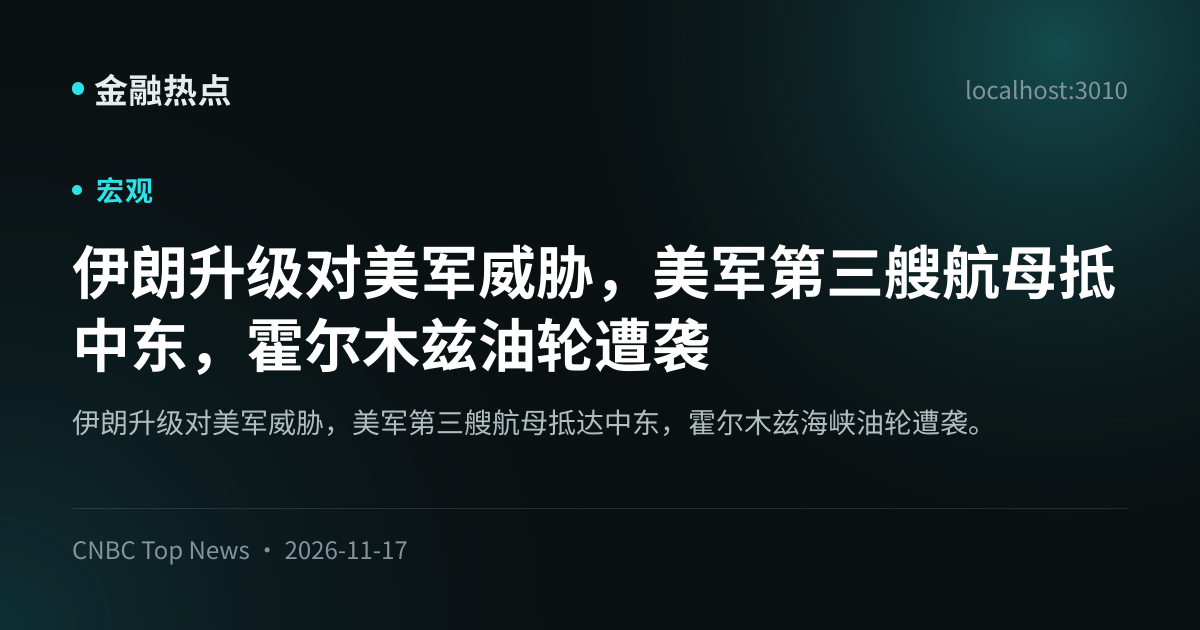 金融热点
localhost:3010
宏观
伊朗升级对美军威胁，美军第三艘航母抵
中东，霍尔木兹油轮遭袭
伊朗升级对美军威胁，美军第三艘航母抵达中东，霍尔木兹海峡油轮遭袭。
CNBC Top News · 2026-11-17